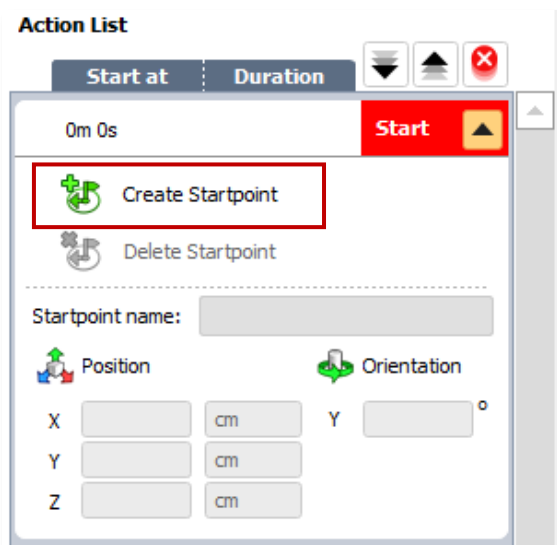 Action List
Start at Duration
0m 0s Start
Create Startpoint
Delete Startpoint
Startpoint name:
Position Orientation
X cm Y °
Y cm
Z cm